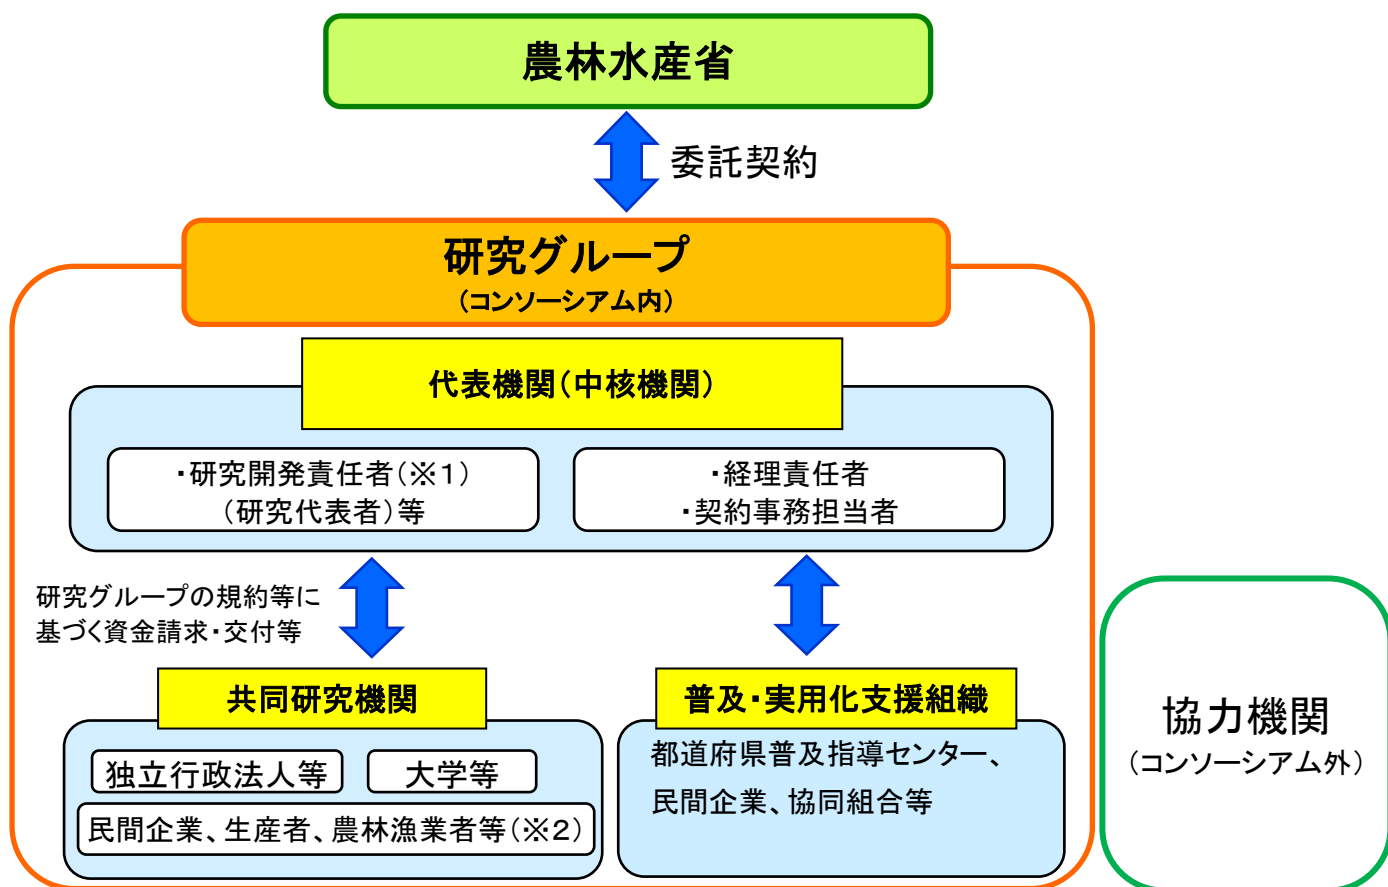 農林水産省
委託契約
研究グループ
（コンソーシアム内）
代表機関（中核機関）
・研究開発責任者（※１）
（研究代表者）等
・経理責任者
・契約事務担当者
研究グループの規約等に
基づく資金請求・交付等
共同研究機関
独立行政法人等
大学等
民間企業、生産者、農林漁業者等（※２）
普及・実用化支援組織
都道府県普及指導センター、
民間企業、協同組合等
協力機関
（コンソーシアム外）